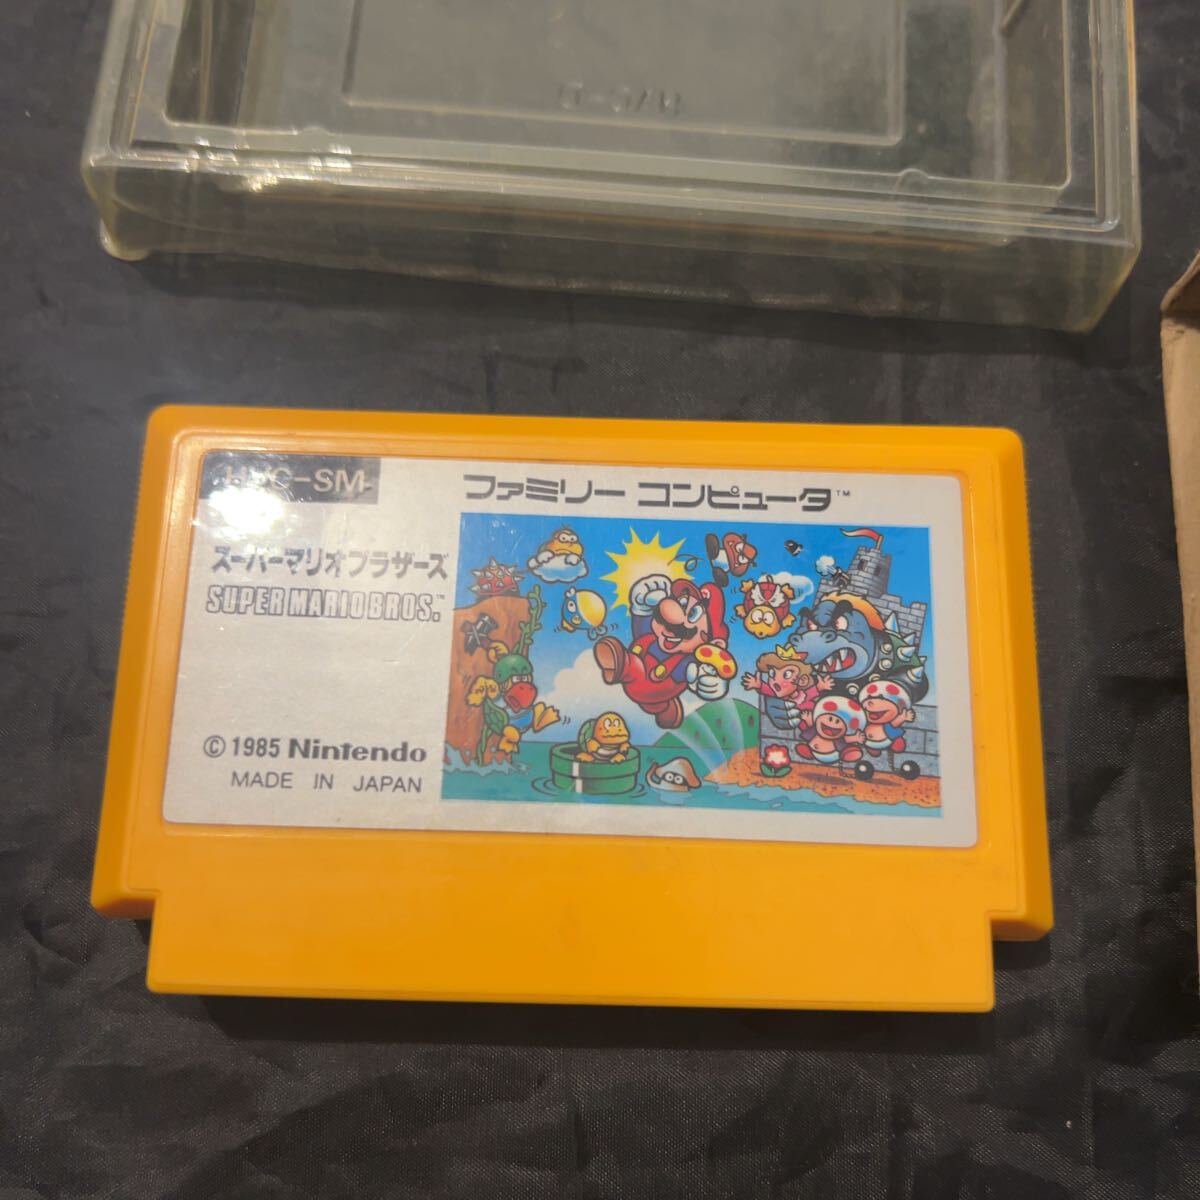 HVC-SM
ファミリー コンピュータ™
スーパーマリオブラザーズ
SUPER MARIO BROS.™
© 1985 Nintendo
MADE IN JAPAN